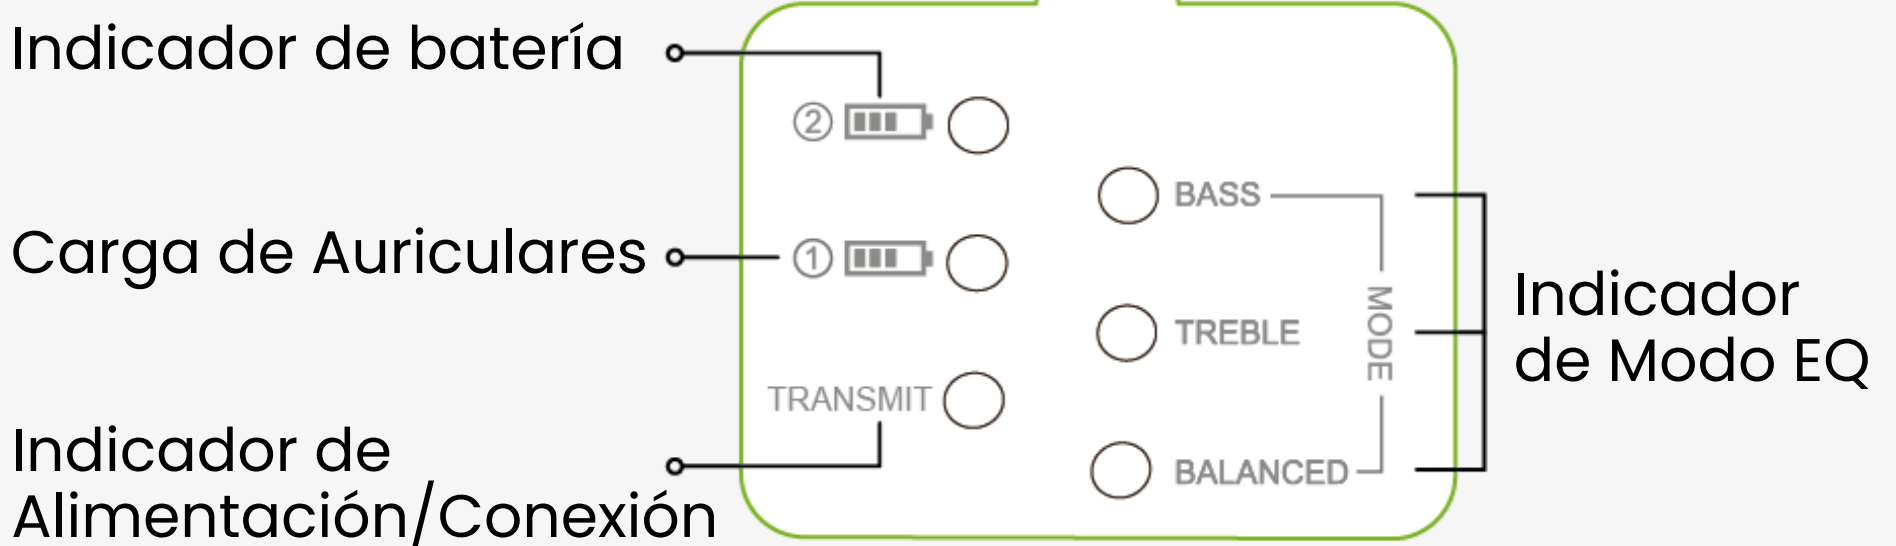 Indicador de batería
②
BASS
Carga de Auriculares
①
MODE
Indicador
de Modo EQ
TREBLE
TRANSMIT
Indicador de
Alimentación/Conexión
BALANCED